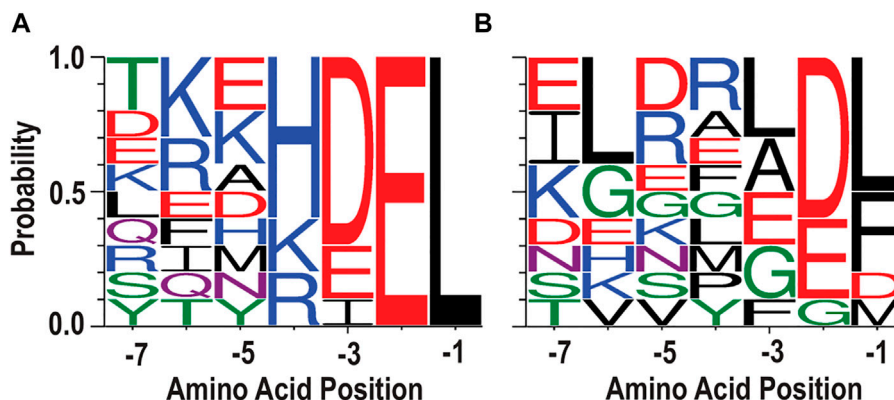 A
Probability
1.0
0.5
0.0
T K E H D E L
D R K K E
E E A R I
K F D
L I H
Q Q M
R T N
S Y
Y
-7 -5 -3 -1
Amino Acid Position
B
E L D R L D L
I G R A A E F
K E E E E G D
D H G F G M
N K K G F
S V N L
T S M
V P
Y
-7 -5 -3 -1
Amino Acid Position